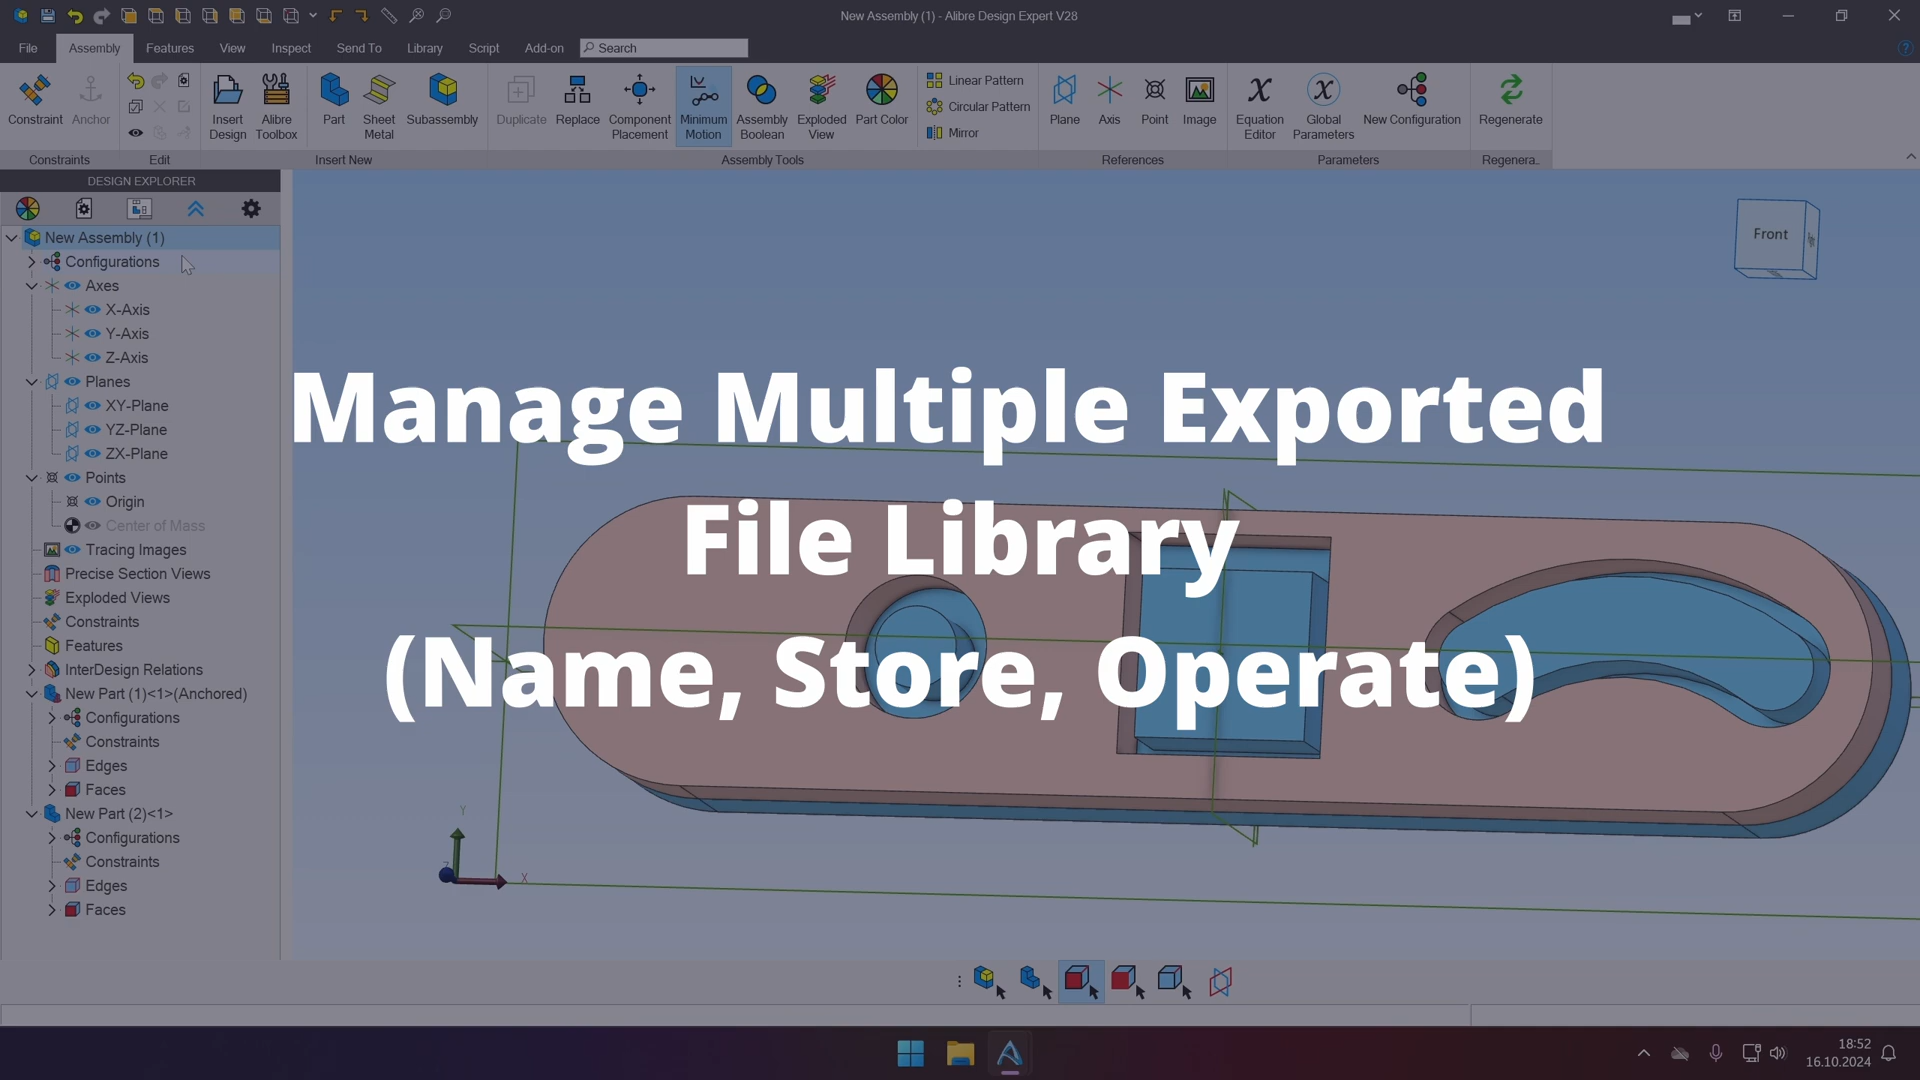 New Assembly (1) - Alibre Design Expert V28
File
Assembly
Features
View
Inspect
Send To
Library
Script
Add-on
Search
Constraint
Anchor
Insert
Design
Alibre
Toolbox
Part
Sheet
Metal
Subassembly
Duplicate
Replace
Component
Placement
Minimum
Motion
Assembly
Boolean
Exploded
View
Part Color
Linear Pattern
Circular Pattern
Mirror
Plane
Axis
Point
Image
Equation
Editor
Global
Parameters
New Configuration
Regenerate
Constraints
Edit
Insert New
Assembly Tools
References
Parameters
Regenera..
DESIGN EXPLORER
New Assembly (1)
Configurations
Axes
X-Axis
Y-Axis
Z-Axis
Planes
XY-Plane
YZ-Plane
ZX-Plane
Points
Origin
Center of Mass
Tracing Images
Precise Section Views
Exploded Views
Constraints
Features
InterDesign Relations
New Part (1)<1>(Anchored)
Configurations
Constraints
Edges
Faces
New Part (2)<1>
Configurations
Constraints
Edges
Faces
Front
Manage Multiple Exported
File Library
(Name, Store, Operate)
Y
Z
X
18:52
16.10.2024